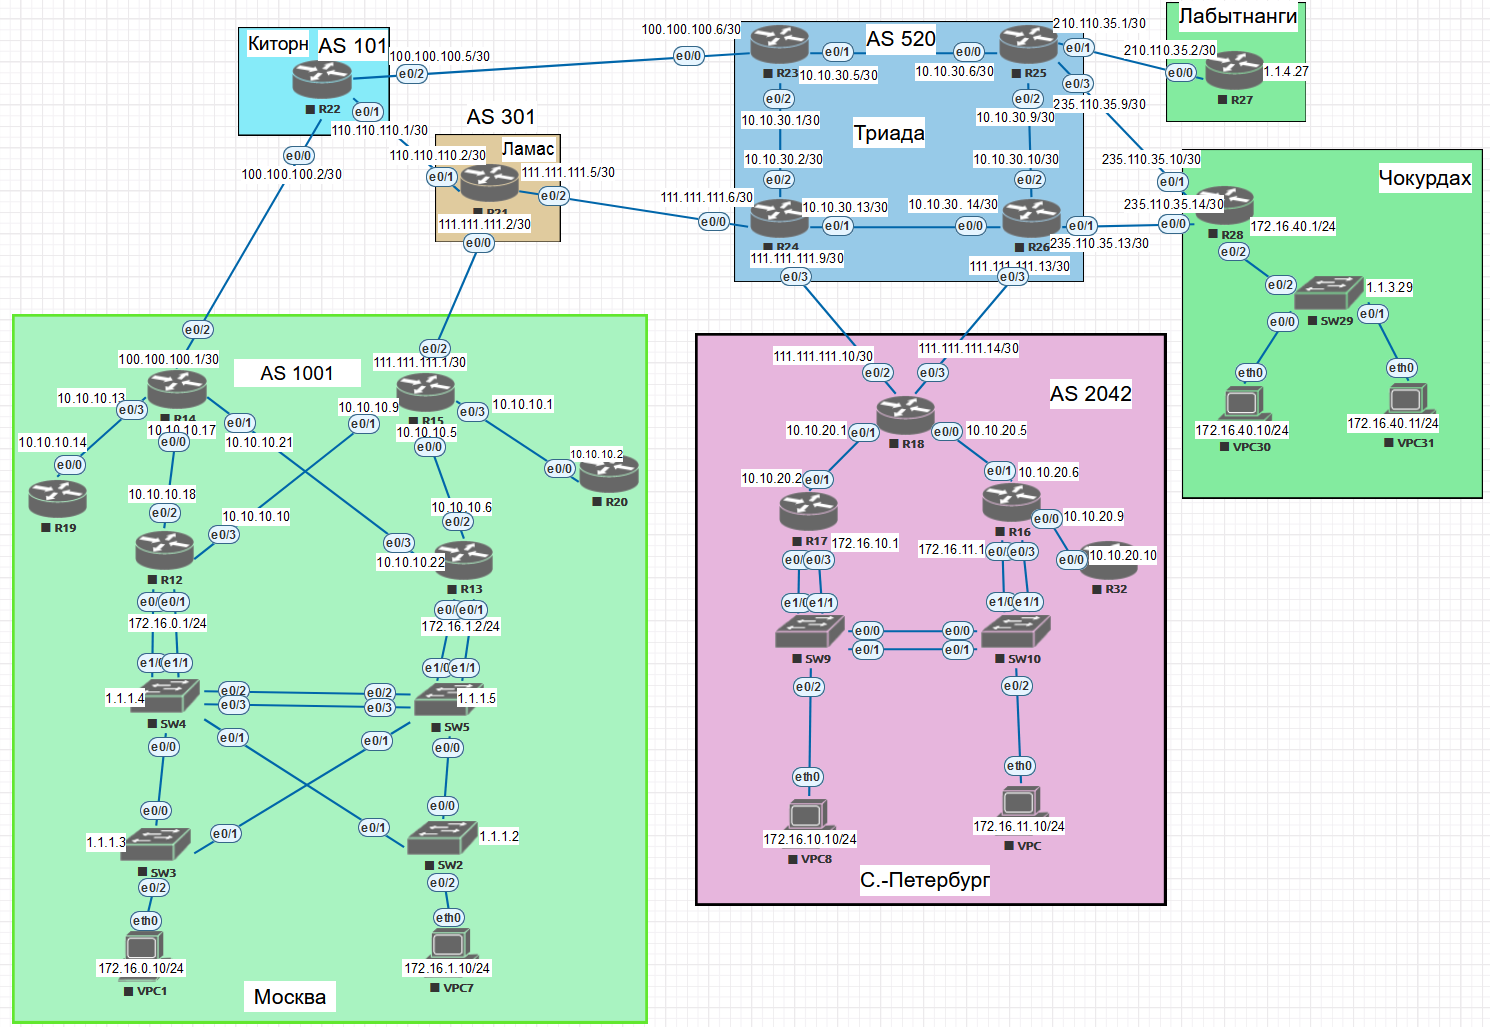 Киторн
AS 101
100.100.100.5/30
e0/2
R22
e0/1
110.110.110.1/30
e0/0
100.100.100.2/30
AS 301
Ламас
110.110.110.2/30
e0/1
111.111.111.5/30
e0/2
R21
111.111.111.2/30
e0/0
100.100.100.6/30
e0/0
AS 520
R23
e0/1
10.10.30.5/30
e0/2
10.10.30.1/30
e0/0
10.10.30.6/30
R25
210.110.35.1/30
e0/1
e0/3
235.110.35.9/30
e0/2
10.10.30.9/30
Триада
10.10.30.2/30
e0/2
10.10.30.10/30
e0/2
111.111.111.6/30
e0/0
R24
10.10.30.13/30
e0/1
10.10.30. 14/30
e0/0
R26
e0/1
235.110.35.13/30
111.111.111.9/30
e0/3
111.111.111.13/30
e0/3
Лабытнанги
210.110.35.2/30
e0/0
1.1.4.27
R27
Чокурдах
235.110.35.10/30
e0/1
235.110.35.14/30
e0/0
R28
172.16.40.1/24
e0/2
e0/2
1.1.3.29
SW29
e0/0
e0/1
eth0
eth0
172.16.40.10/24
VPC30
172.16.40.11/24
VPC31
e0/2
100.100.100.1/30
AS 1001
e0/2
111.111.111.1/30
10.10.10.13
e0/3
R14
10.10.10.17
e0/0
e0/1
10.10.10.21
10.10.10.9
e0/1
R15
10.10.10.5
e0/0
e0/3
10.10.10.1
10.10.10.14
e0/0
R19
10.10.10.2
e0/0
R20
10.10.10.18
e0/2
10.10.10.10
e0/3
R12
10.10.10.6
e0/2
e0/3
10.10.10.22
R13
e0/1
172.16.0.1/24
e0/1
172.16.1.2/24
e1/1
e1/1
1.1.1.4
SW4
e0/2
e0/3
e0/2
e0/3
1.1.1.5
SW5
e0/0
e0/1
e0/1
e0/0
e0/0
e0/1
e0/1
e0/0
1.1.1.3
SW3
1.1.1.2
SW2
e0/2
e0/2
eth0
eth0
172.16.0.10/24
VPC1
172.16.1.10/24
VPC7
Москва
111.111.111.10/30
e0/2
111.111.111.14/30
e0/3
AS 2042
10.10.20.1
e0/1
R18
10.10.20.5
e0/0
10.10.20.2
e0/1
R17
172.16.10.1
e0/3
e0/1
10.10.20.6
R16
e0/0
10.10.20.9
172.16.11.1
e0/3
e0/0
10.10.20.10
R32
e1/1
e1/1
SW9
e0/0
e0/1
e0/0
e0/1
SW10
e0/2
e0/2
eth0
eth0
172.16.10.10/24
VPC8
172.16.11.10/24
VPC
С.-Петербург